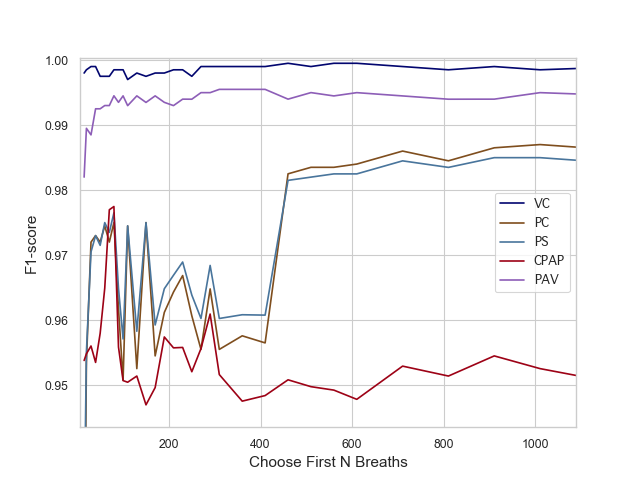 1.00
0.99
0.98
0.97
0.96
0.95
F1-score
VC
PC
PS
CPAP
PAV
200 400 600 800 1000
Choose First N Breaths